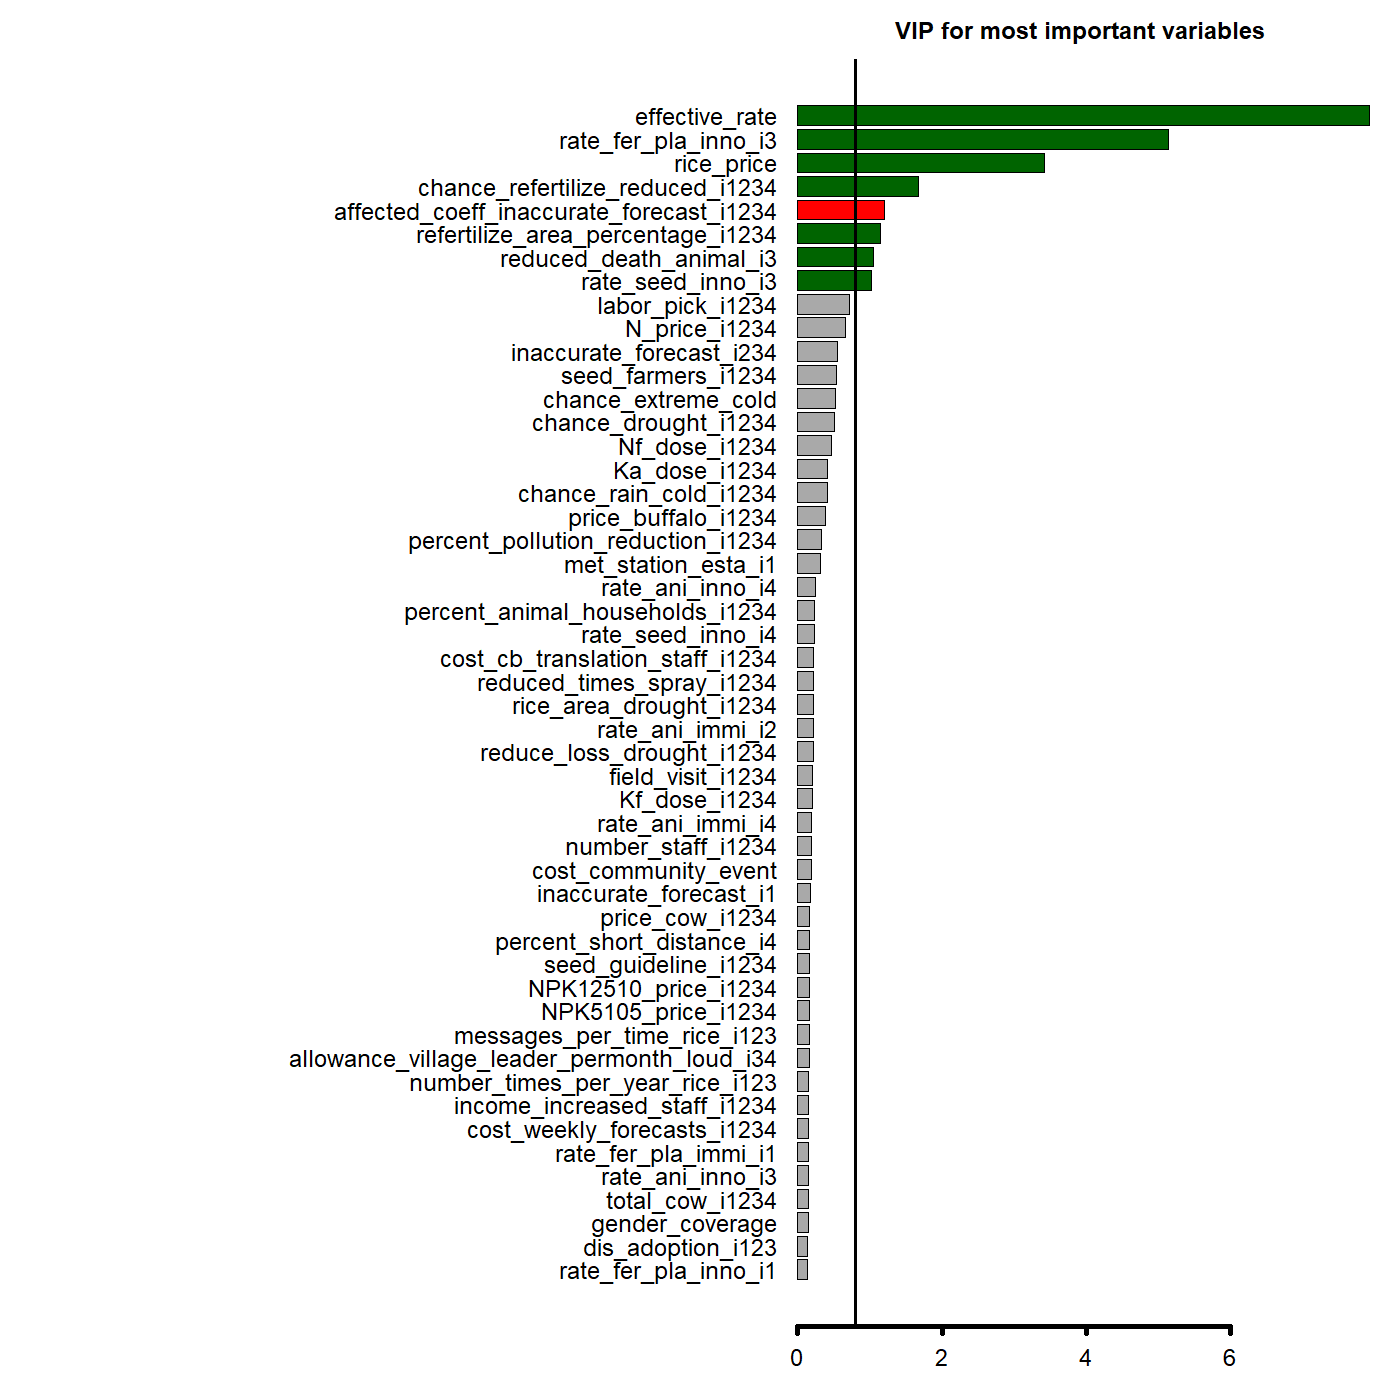 VIP for most important variables
effective_rate
rate_fer_pla_inno_i3
rice_price
chance_refertilize_reduced_i1234
affected_coeff_inaccurate_forecast_i1234
refertilize_area_percentage_i1234
reduced_death_animal_i3
rate_seed_inno_i3
labor_pick_i1234
N_price_i1234
inaccurate_forecast_i234
seed_farmers_i1234
chance_extreme_cold
chance_drought_i1234
Nf_dose_i1234
Ka_dose_i1234
chance_rain_cold_i1234
price_buffalo_i1234
percent_pollution_reduction_i1234
met_station_esta_i1
rate_ani_inno_i4
percent_animal_households_i1234
rate_seed_inno_i4
cost_cb_translation_staff_i1234
reduced_times_spray_i1234
rice_area_drought_i1234
rate_ani_immi_i2
reduce_loss_drought_i1234
field_visit_i1234
Kf_dose_i1234
rate_ani_immi_i4
number_staff_i1234
cost_community_event
inaccurate_forecast_i1
price_cow_i1234
percent_short_distance_i4
seed_guideline_i1234
NPK12510_price_i1234
NPK5105_price_i1234
messages_per_time_rice_i123
allowance_village_leader_permonth_loud_i34
number_times_per_year_rice_i123
income_increased_staff_i1234
cost_weekly_forecasts_i1234
rate_fer_pla_immi_i1
rate_ani_inno_i3
total_cow_i1234
gender_coverage
dis_adoption_i123
rate_fer_pla_inno_i1
0 2 4 6